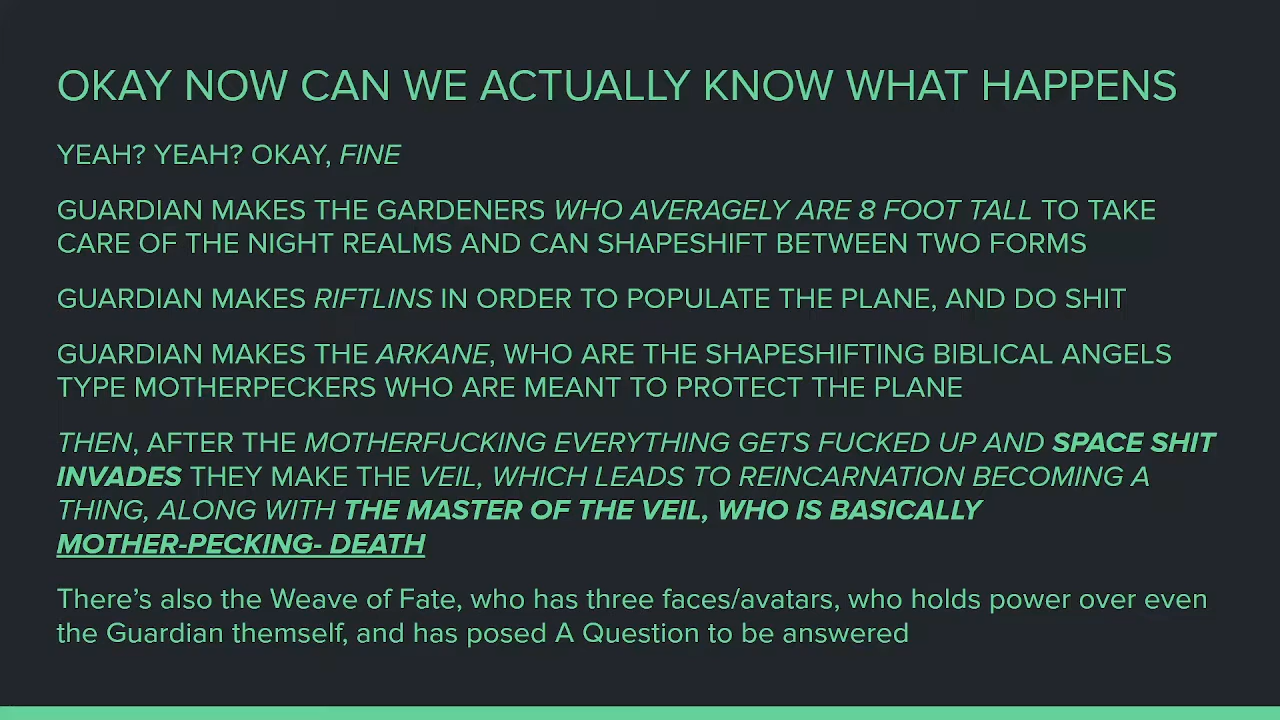 OKAY NOW CAN WE ACTUALLY KNOW WHAT HAPPENS
YEAH? YEAH? OKAY, FINE
GUARDIAN MAKES THE GARDENERS WHO AVERAGELY ARE 8 FOOT TALL TO TAKE
CARE OF THE NIGHT REALMS AND CAN SHAPESHIFT BETWEEN TWO FORMS
GUARDIAN MAKES RIFTLINS IN ORDER TO POPULATE THE PLANE, AND DO SHIT
GUARDIAN MAKES THE ARKANE, WHO ARE THE SHAPESHIFTING BIBLICAL ANGELS
TYPE MOTHERPECKERS WHO ARE MEANT TO PROTECT THE PLANE
THEN, AFTER THE MOTHERFUCKING EVERYTHING GETS FUCKED UP AND SPACE SHIT
INVADES THEY MAKE THE VEIL, WHICH LEADS TO REINCARNATION BECOMING A
THING, ALONG WITH THE MASTER OF THE VEIL, WHO IS BASICALLY
MOTHER-PECKING- DEATH
There's also the Weave of Fate, who has three faces/avatars, who holds power over even
the Guardian themself, and has posed A Question to be answered